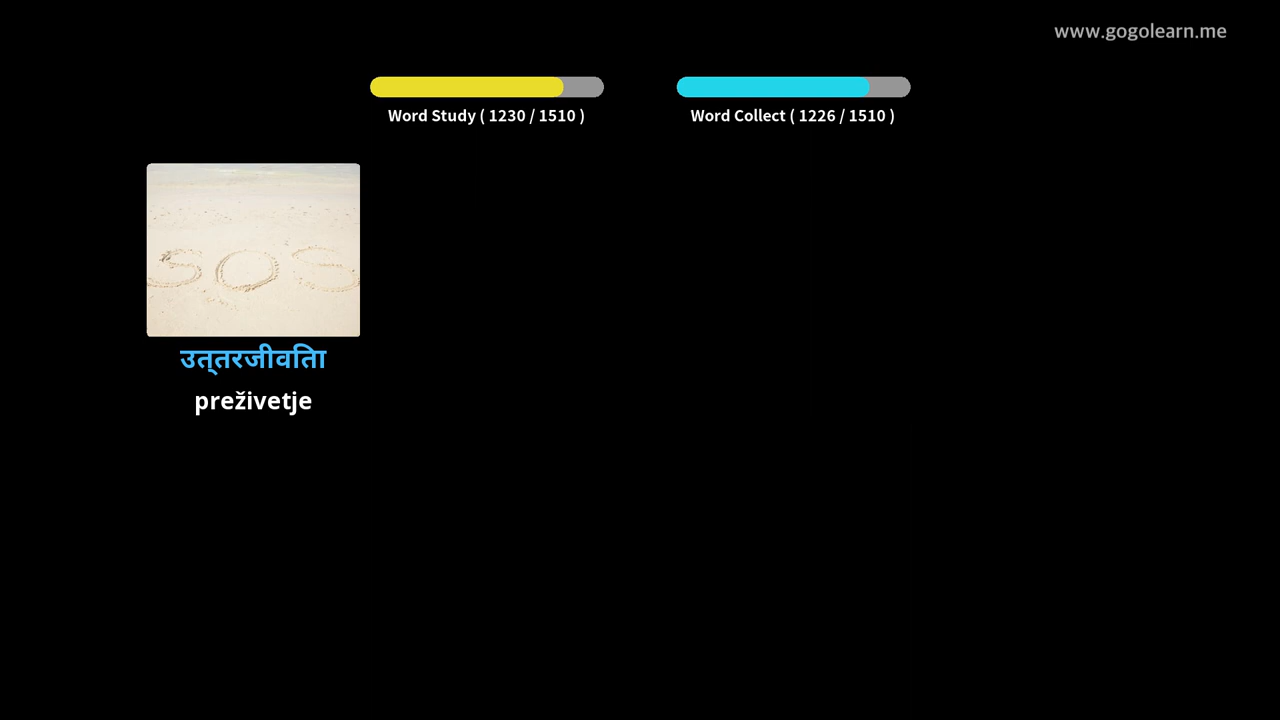 www.gogolearn.me
Word Study ( 1230 / 1510 )
Word Collect ( 1226 / 1510 )
SOS
उत्तरजीविता
preživetje